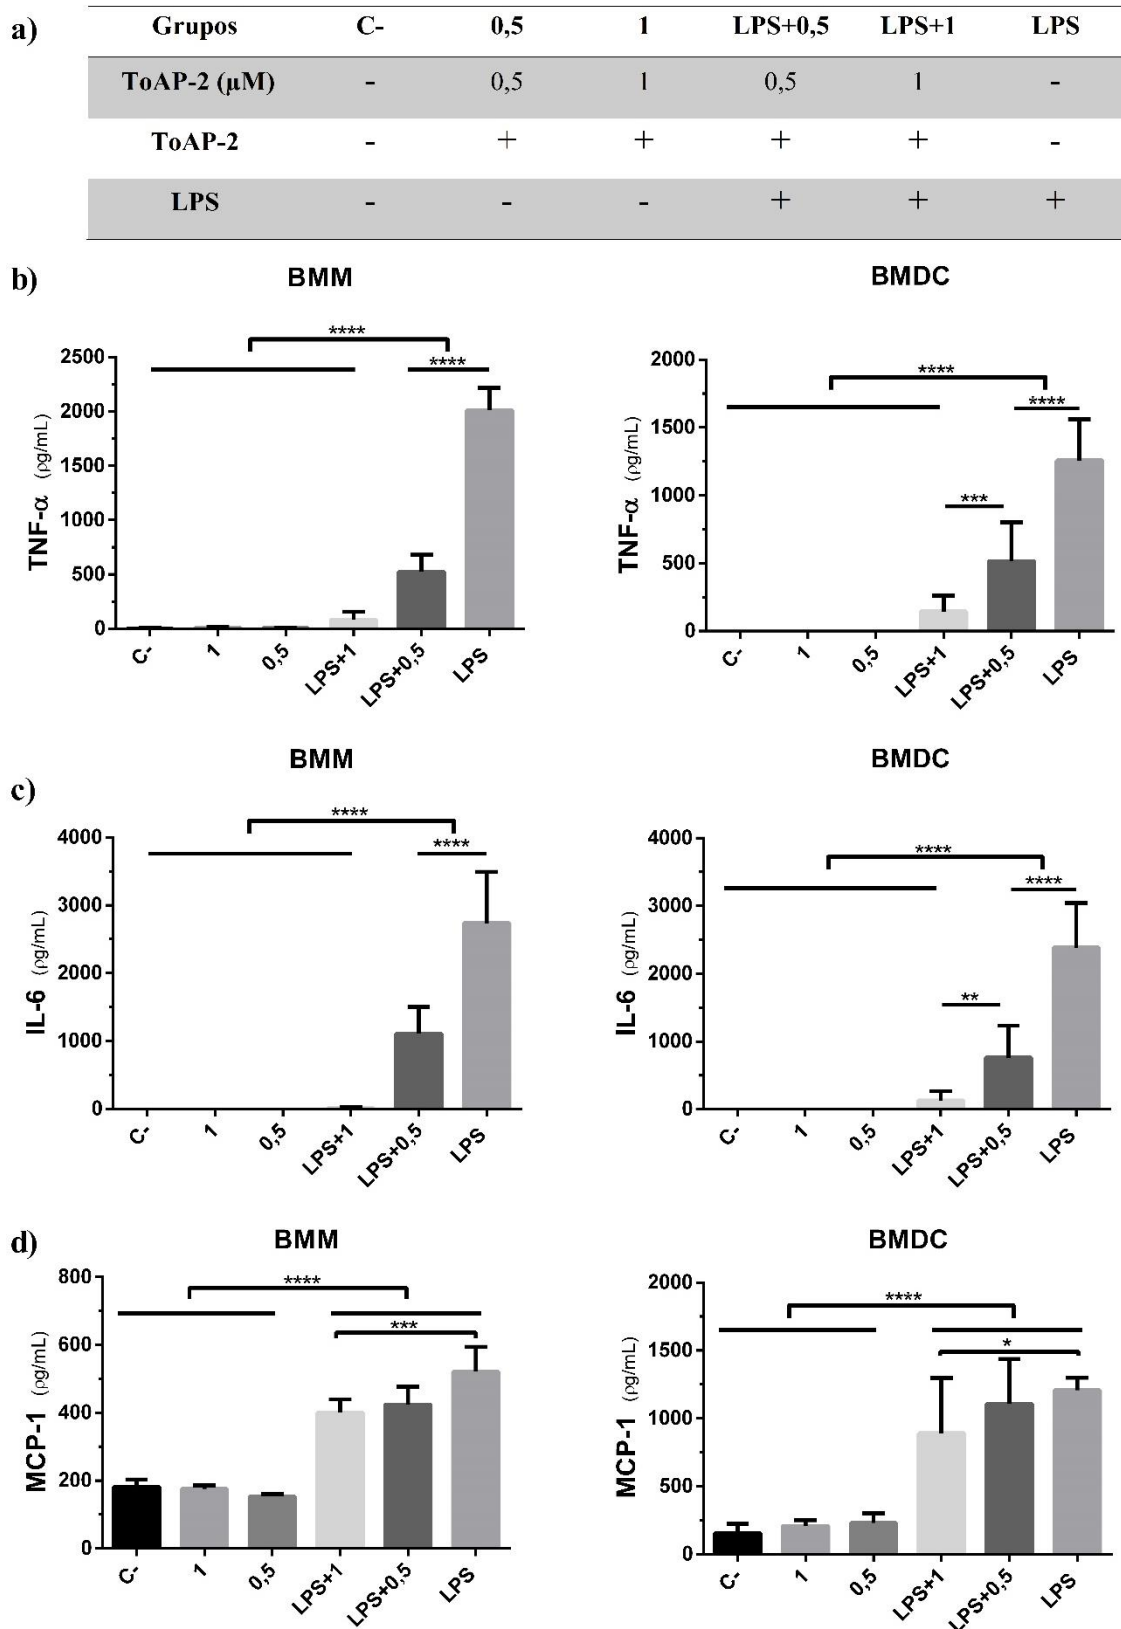 a)
Grupos C- 0,5 1 LPS+0,5 LPS+1 LPS
ToAP-2 (µM) - 0,5 1 0,5 1 -
ToAP-2 - + + + + -
LPS - - - + + +
b)
BMM
TNF-α (ρg/mL)
2500
2000
1500
1000
500
0
****
****
C- 1 0,5 LPS+1 LPS+0,5 LPS
BMDC
TNF-α (ρg/mL)
2000
1500
1000
500
0
****
****
***
C- 1 0,5 LPS+1 LPS+0,5 LPS
c)
BMM
IL-6 (ρg/mL)
4000
3000
2000
1000
0
****
****
C- 1 0,5 LPS+1 LPS+0,5 LPS
BMDC
IL-6 (ρg/mL)
4000
3000
2000
1000
0
****
****
**
C- 1 0,5 LPS+1 LPS+0,5 LPS
d)
BMM
MCP-1 (ρg/mL)
800
600
400
200
0
****
***
C- 1 0,5 LPS+1 LPS+0,5 LPS
BMDC
MCP-1 (ρg/mL)
2000
1500
1000
500
0
****
*
C- 1 0,5 LPS+1 LPS+0,5 LPS